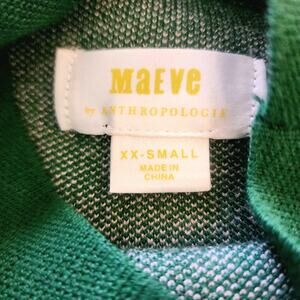 MaEVe
by ANTHROPOLOGIE
XX-SMALL
MADE IN
CHINA